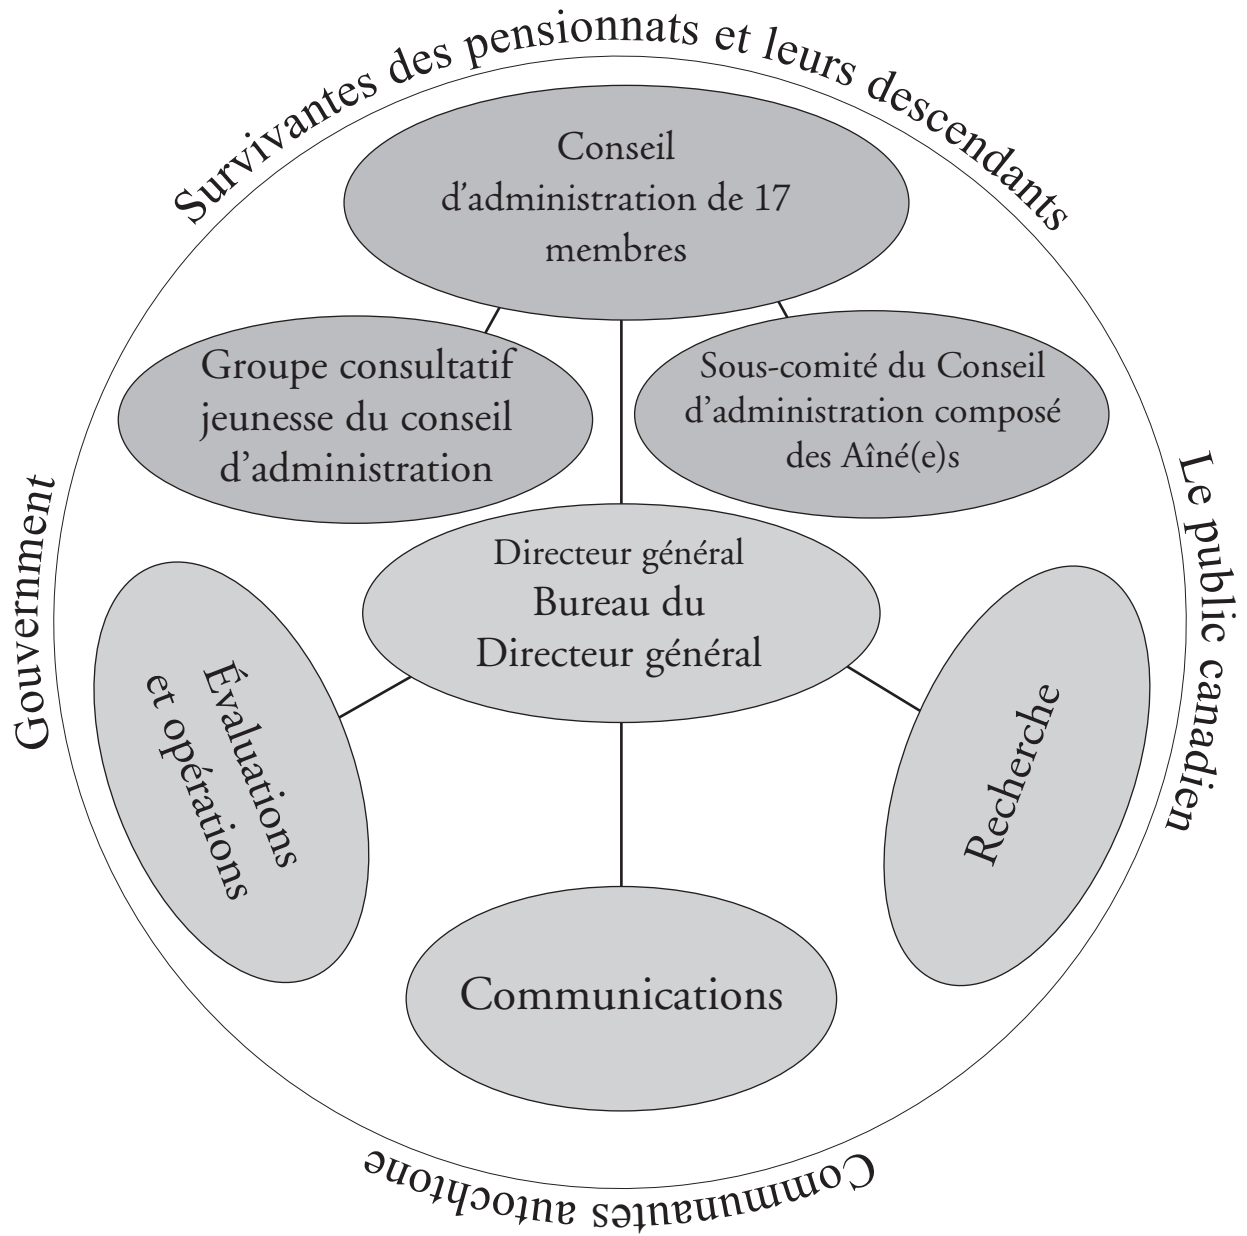 Survivantes des pensionnats et leurs descendants
Conseil
d’administration de 17
membres
Groupe consultatif
jeunesse du conseil
d’administration
Sous-comité du Conseil
d’administration composé
des Aîné(e)s
Gouvernment
Le public canadien
Directeur général
Bureau du
Directeur général
Évaluations
et opérations
Recherche
Communications
Communautés autochtone